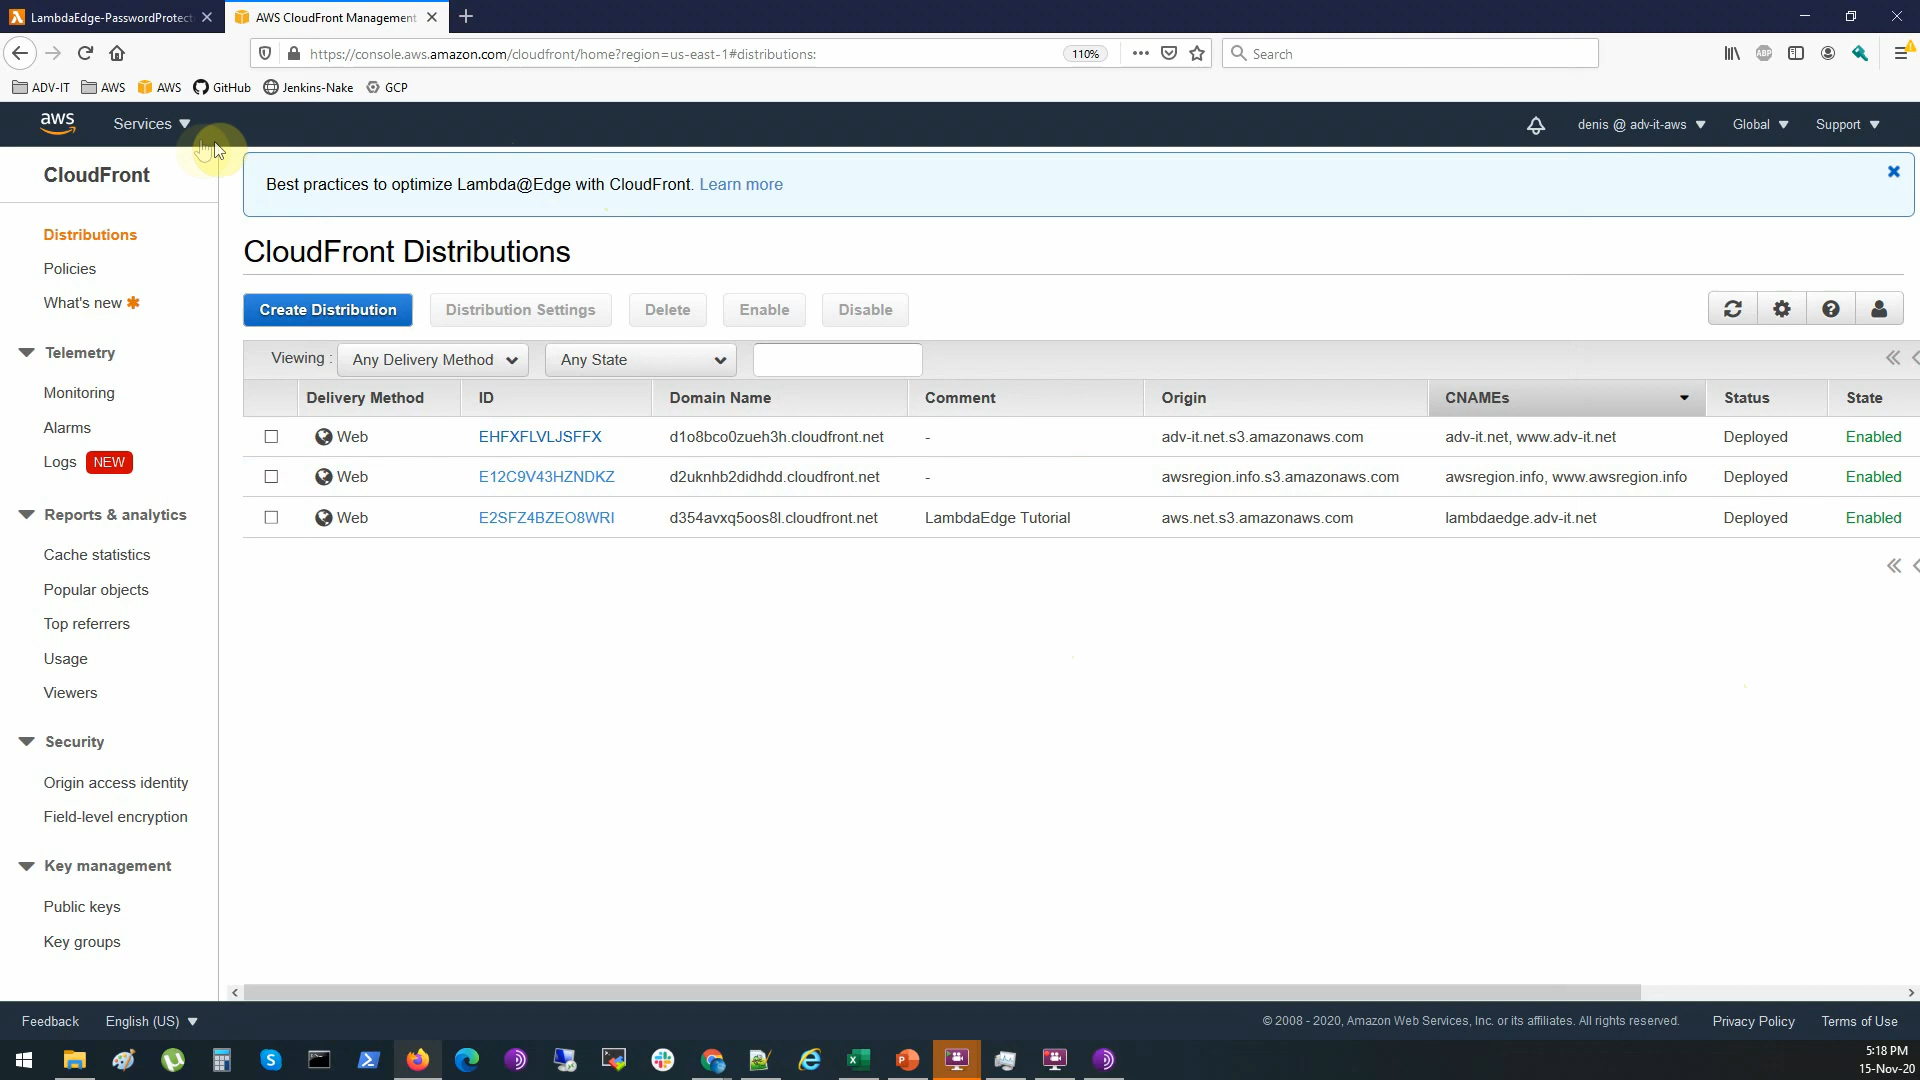 LambdaEdge-PasswordProtect
AWS CloudFront Management
https://console.aws.amazon.com/cloudfront/home?region=us-east-1#distributions:
110%
Search
ABP
ADV-IT
AWS
AWS
GitHub
Jenkins-Nake
GCP
aws
Services
denis @ adv-it-aws
Global
Support
CloudFront
Best practices to optimize Lambda@Edge with CloudFront. Learn more
Distributions
Policies
What's new
Telemetry
Monitoring
Alarms
Logs NEW
Reports & analytics
Cache statistics
Popular objects
Top referrers
Usage
Viewers
Security
Origin access identity
Field-level encryption
Key management
Public keys
Key groups
CloudFront Distributions
Create Distribution
Distribution Settings
Delete
Enable
Disable
Viewing : Any Delivery Method Any State
Delivery Method ID Domain Name Comment Origin CNAMEs Status State
Web EHFXFLVLJSFFX d1o8bco0zueh3h.cloudfront.net - adv-it.net.s3.amazonaws.com adv-it.net, www.adv-it.net Deployed Enabled
Web E12C9V43HZNDKZ d2uknhb2didhdd.cloudfront.net - awsregion.info.s3.amazonaws.com awsregion.info, www.awsregion.info Deployed Enabled
Web E2SFZ4BZEO8WRI d354avxq5oos8l.cloudfront.net LambdaEdge Tutorial aws.net.s3.amazonaws.com lambdaedge.adv-it.net Deployed Enabled
Feedback
English (US)
© 2008 - 2020, Amazon Web Services, Inc. or its affiliates. All rights reserved.
Privacy Policy
Terms of Use
5:18 PM
15-Nov-20